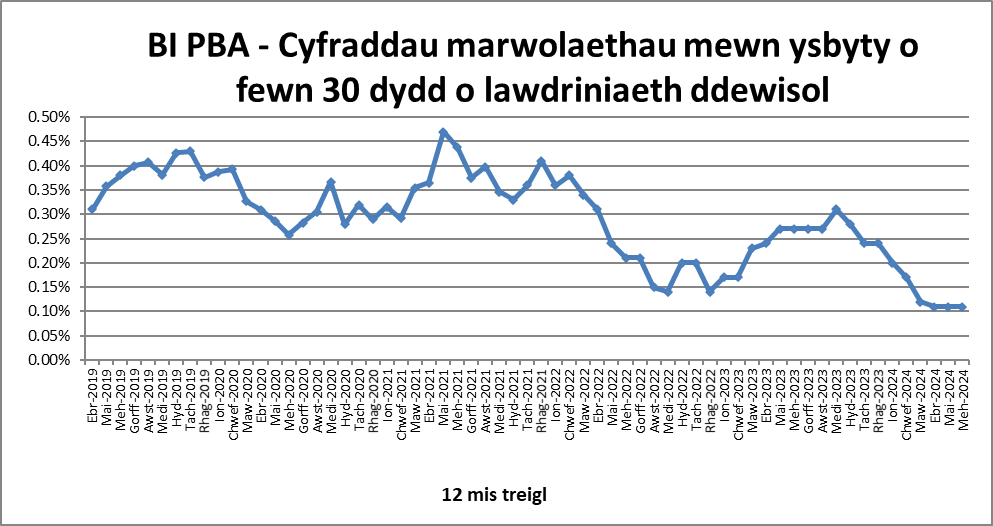 BI PBA - Cyfraddau marwolaethau mewn ysbyty o
fewn 30 dydd o lawdriniaeth ddewisol
0.50%
0.45%
0.40%
0.35%
0.30%
0.25%
0.20%
0.15%
0.10%
0.05%
0.00%
Ebr-2019
Mai-2019
Meh-2019
Gorff-2019
Awst-2019
Medi-2019
Hyd-2019
Tach-2019
Rhag-2019
Ion-2020
Chwef-2020
Maw-2020
Ebr-2020
Mai-2020
Meh-2020
Gorff-2020
Awst-2020
Medi-2020
Hyd-2020
Tach-2020
Rhag-2020
Ion-2021
Chwef-2021
Maw-2021
Ebr-2021
Mai-2021
Meh-2021
Gorff-2021
Awst-2021
Medi-2021
Hyd-2021
Tach-2021
Rhag-2021
Ion-2022
Chwef-2022
Maw-2022
Ebr-2022
Mai-2022
Meh-2022
Gorff-2022
Awst-2022
Medi-2022
Hyd-2022
Tach-2022
Rhag-2022
Ion-2023
Chwef-2023
Maw-2023
Ebr-2023
Mai-2023
Meh-2023
Gorff-2023
Awst-2023
Medi-2023
Hyd-2023
Tach-2023
Rhag-2023
Ion-2024
Chwef-2024
Maw-2024
Ebr-2024
Mai-2024
Meh-2024
12 mis treigl